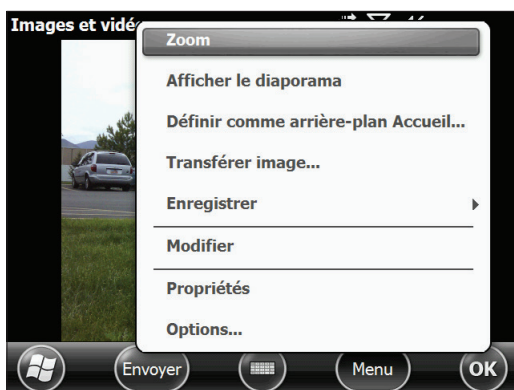 Images et vidé
Zoom
Afficher le diaporama
Définir comme arrière-plan Accueil...
Transférer image...
Enregistrer
Modifier
Propriétés
Options...
Envoyer
Menu
OK